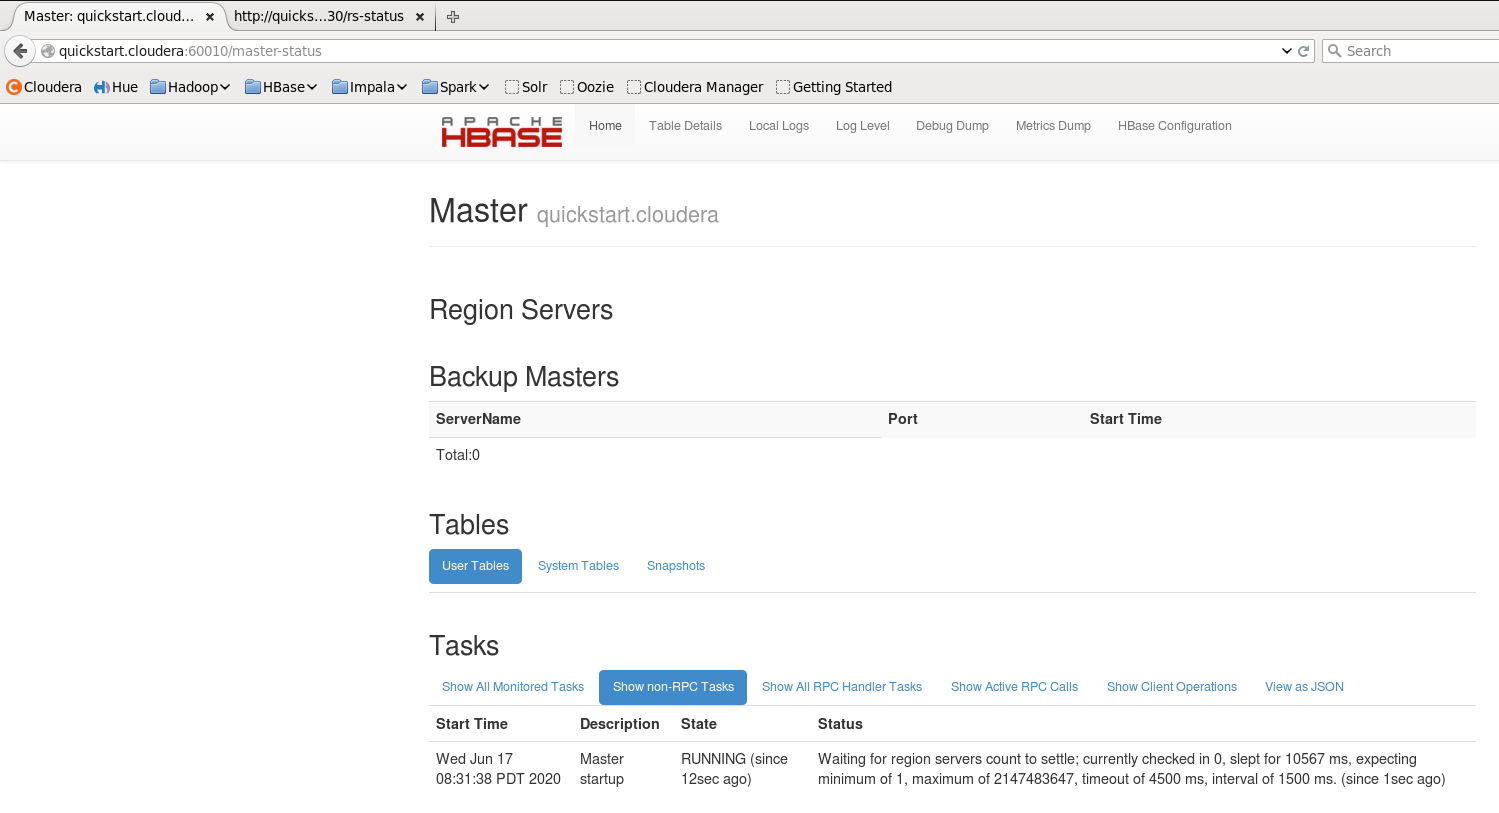 Master: quickstart.cloud... http://quicks...30/rs-status
quickstart.cloudera:60010/master-status Search
Cloudera Hue Hadoop HBase Impala Spark Solr Oozie Cloudera Manager Getting Started
APACHE
HBASE
Home Table Details Local Logs Log Level Debug Dump Metrics Dump HBase Configuration
Master quickstart.cloudera
Region Servers
Backup Masters
ServerName Port Start Time
Total:0
Tables
User Tables System Tables Snapshots
Tasks
Show All Monitored Tasks Show non-RPC Tasks Show All RPC Handler Tasks Show Active RPC Calls Show Client Operations View as JSON
Start Time Description State Status
Wed Jun 17 Master RUNNING (since Waiting for region servers count to settle; currently checked in 0, slept for 10567 ms, expecting
08:31:38 PDT 2020 startup 12sec ago) minimum of 1, maximum of 2147483647, timeout of 4500 ms, interval of 1500 ms. (since 1sec ago)